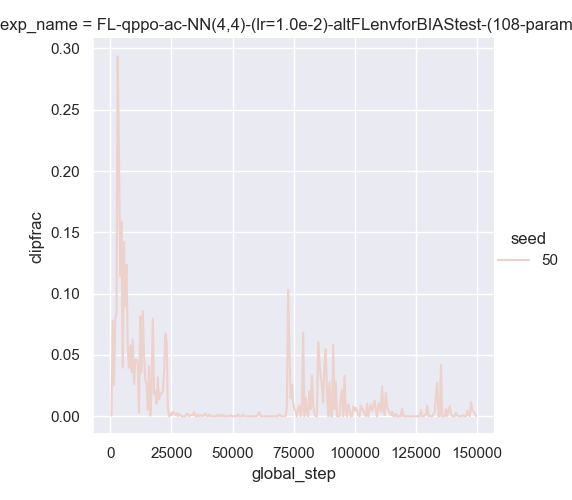 exp_name = FL-qppo-ac-NN(4,4)-(lr=1.0e-2)-altFLenvforBIAStest-(108-param
0.30
0.25
0.20
0.15
0.10
0.05
0.00
clipfrac
0 25000 50000 75000 100000 125000 150000
global_step
seed
50